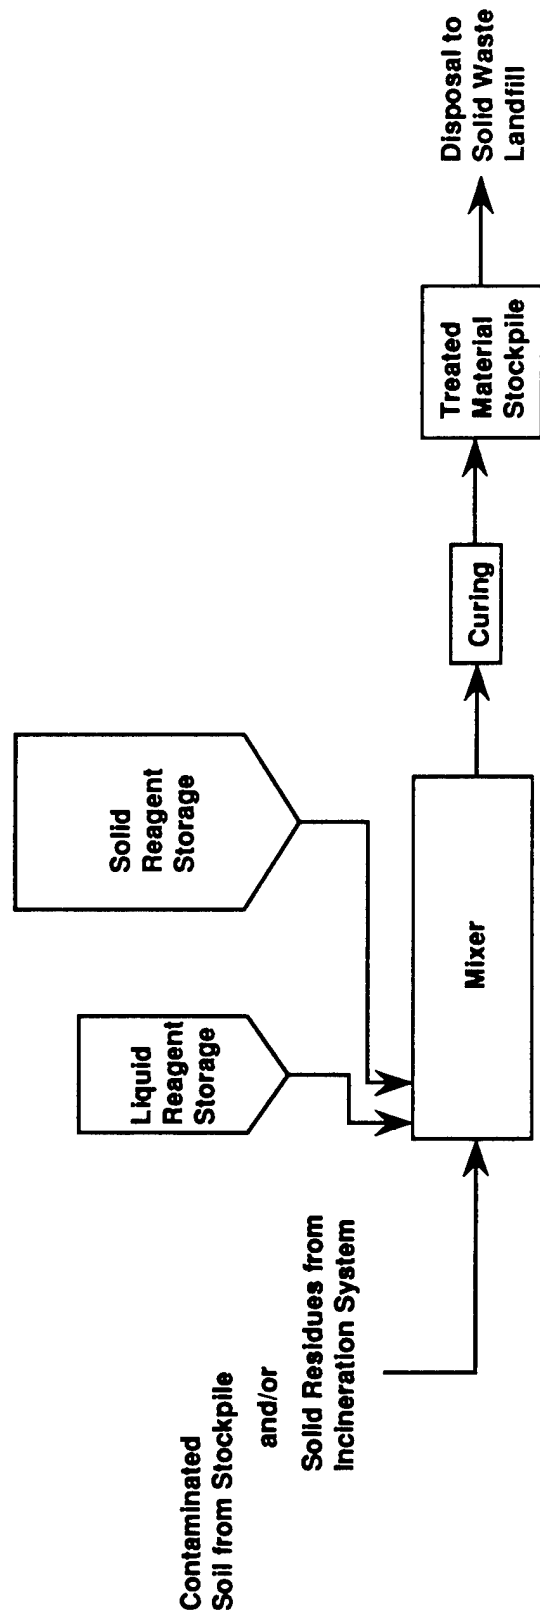 Contaminated
Soil from Stockpile
and/or
Solid Residues from
Incineration System
Liquid
Reagent
Storage
Solid
Reagent
Storage
Mixer
Curing
Treated
Material
Stockpile
Disposal to
Solid Waste
Landfill